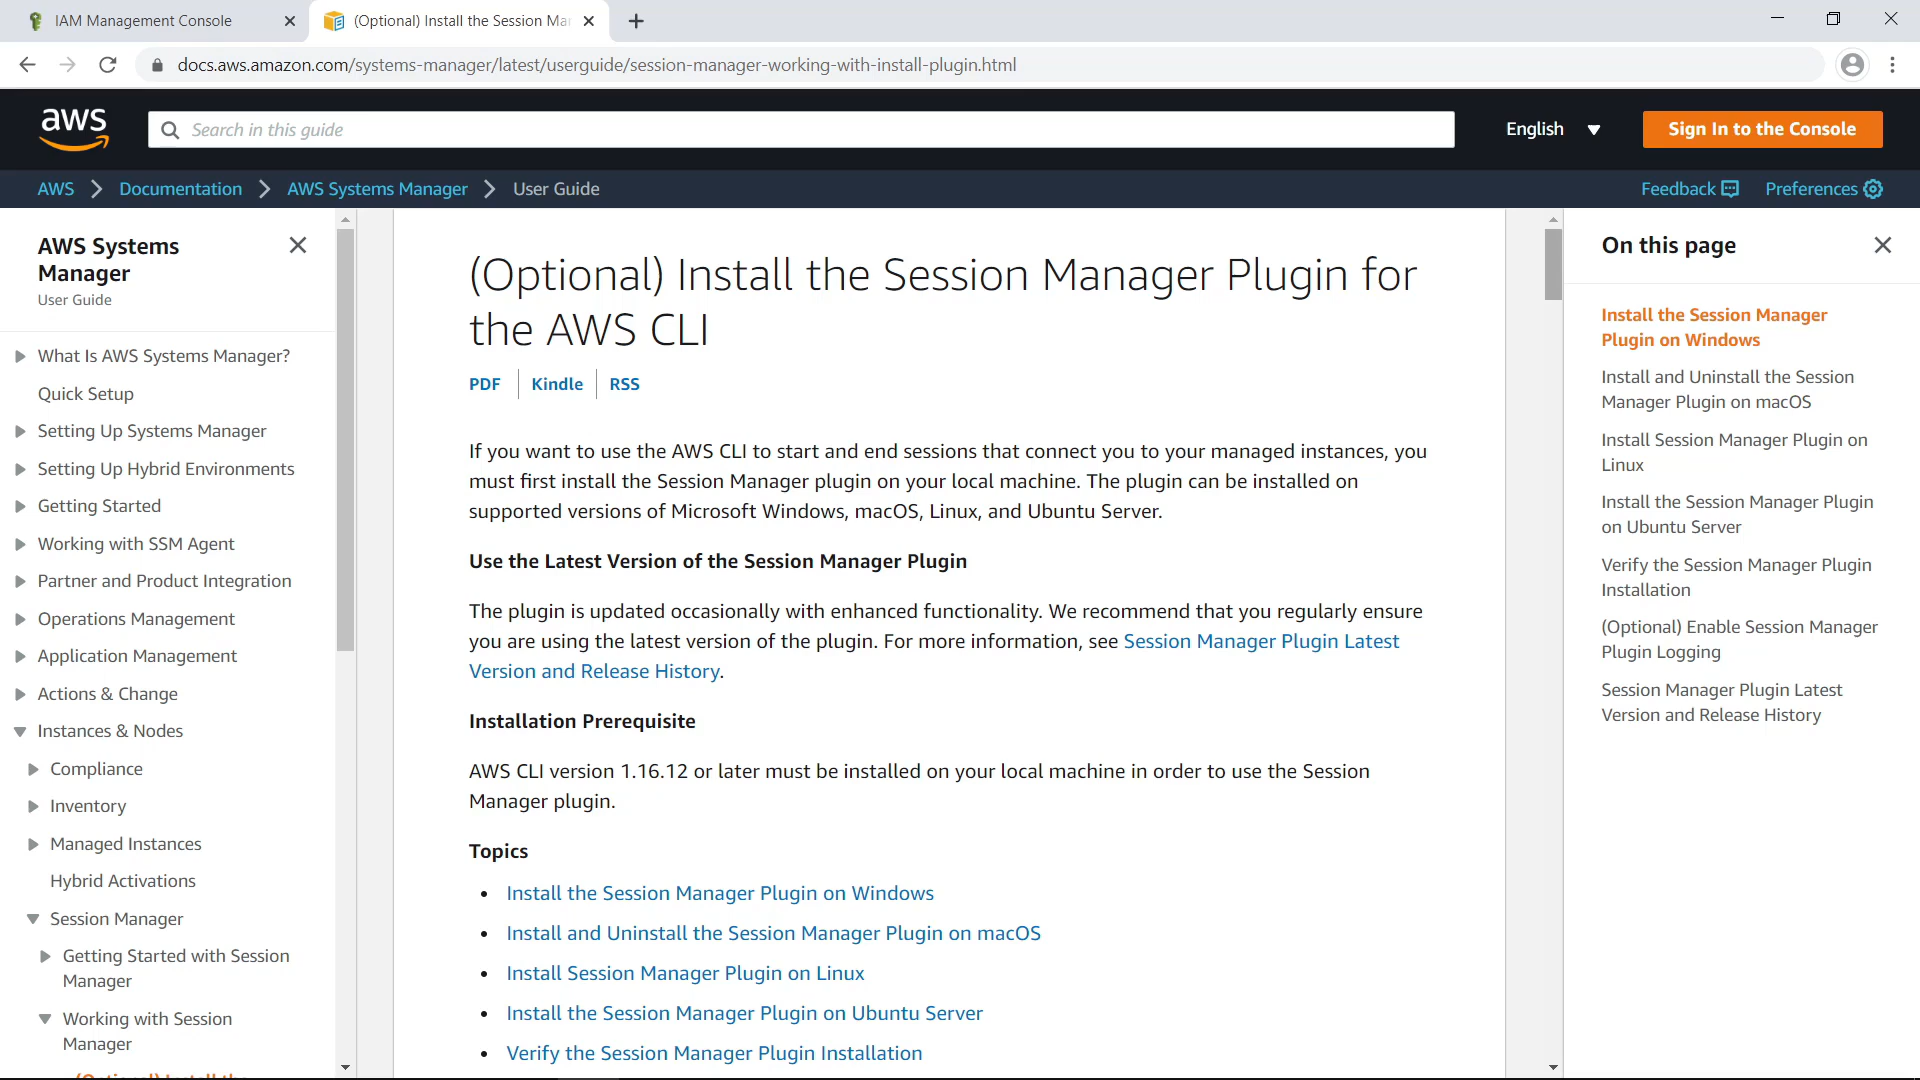 IAM Management Console
(Optional) Install the Session Ma
docs.aws.amazon.com/systems-manager/latest/userguide/session-manager-working-with-install-plugin.html
aws
Search in this guide
English
Sign In to the Console
AWS
Documentation
AWS Systems Manager
User Guide
Feedback
Preferences
AWS Systems
Manager
User Guide
What Is AWS Systems Manager?
Quick Setup
Setting Up Systems Manager
Setting Up Hybrid Environments
Getting Started
Working with SSM Agent
Partner and Product Integration
Operations Management
Application Management
Actions & Change
Instances & Nodes
Compliance
Inventory
Managed Instances
Hybrid Activations
Session Manager
Getting Started with Session
Manager
Working with Session
Manager
(Optional) Install the
(Optional) Install the Session Manager Plugin for
the AWS CLI
PDF
Kindle
RSS
If you want to use the AWS CLI to start and end sessions that connect you to your managed instances, you
must first install the Session Manager plugin on your local machine. The plugin can be installed on
supported versions of Microsoft Windows, macOS, Linux, and Ubuntu Server.
Use the Latest Version of the Session Manager Plugin
The plugin is updated occasionally with enhanced functionality. We recommend that you regularly ensure
you are using the latest version of the plugin. For more information, see Session Manager Plugin Latest
Version and Release History.
Installation Prerequisite
AWS CLI version 1.16.12 or later must be installed on your local machine in order to use the Session
Manager plugin.
Topics
• Install the Session Manager Plugin on Windows
• Install and Uninstall the Session Manager Plugin on macOS
• Install Session Manager Plugin on Linux
• Install the Session Manager Plugin on Ubuntu Server
• Verify the Session Manager Plugin Installation
On this page
Install the Session Manager
Plugin on Windows
Install and Uninstall the Session
Manager Plugin on macOS
Install Session Manager Plugin on
Linux
Install the Session Manager Plugin
on Ubuntu Server
Verify the Session Manager Plugin
Installation
(Optional) Enable Session Manager
Plugin Logging
Session Manager Plugin Latest
Version and Release History